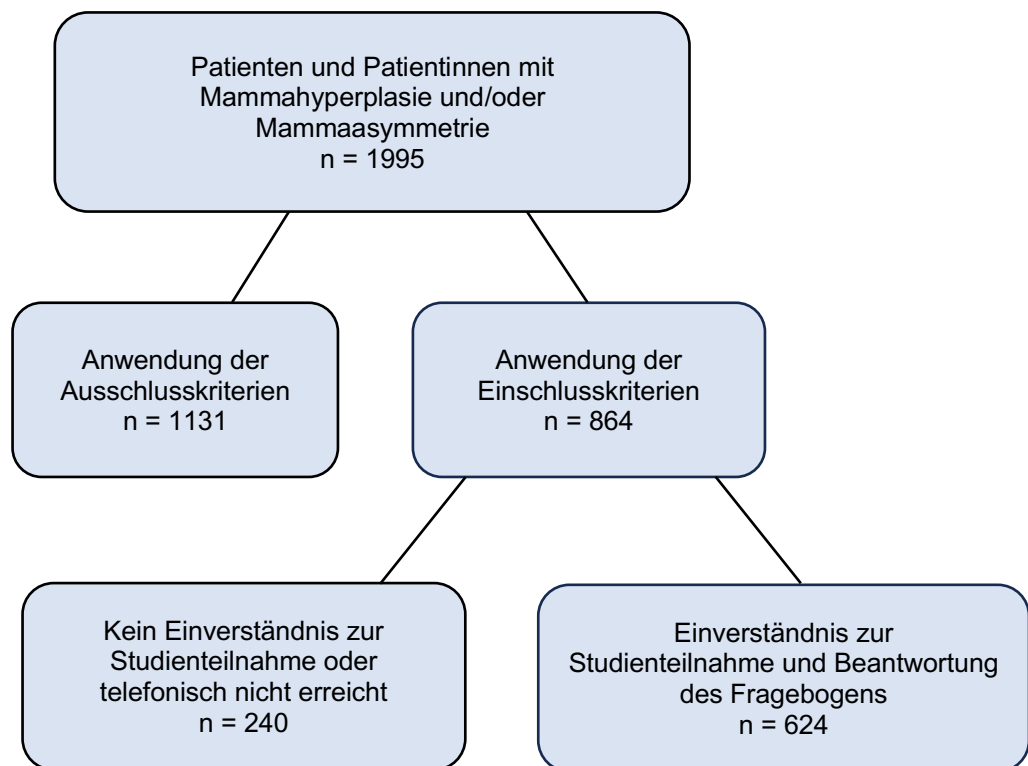 Patienten und Patientinnen mit
Mammahyperplasie und/oder
Mammaasymmetrie
n = 1995
Anwendung der
Ausschlusskriterien
n = 1131
Anwendung der
Einschlusskriterien
n = 864
Kein Einverständnis zur
Studienteilnahme oder
telefonisch nicht erreicht
n = 240
Einverständnis zur
Studienteilnahme und Beantwortung
des Fragebogens
n = 624